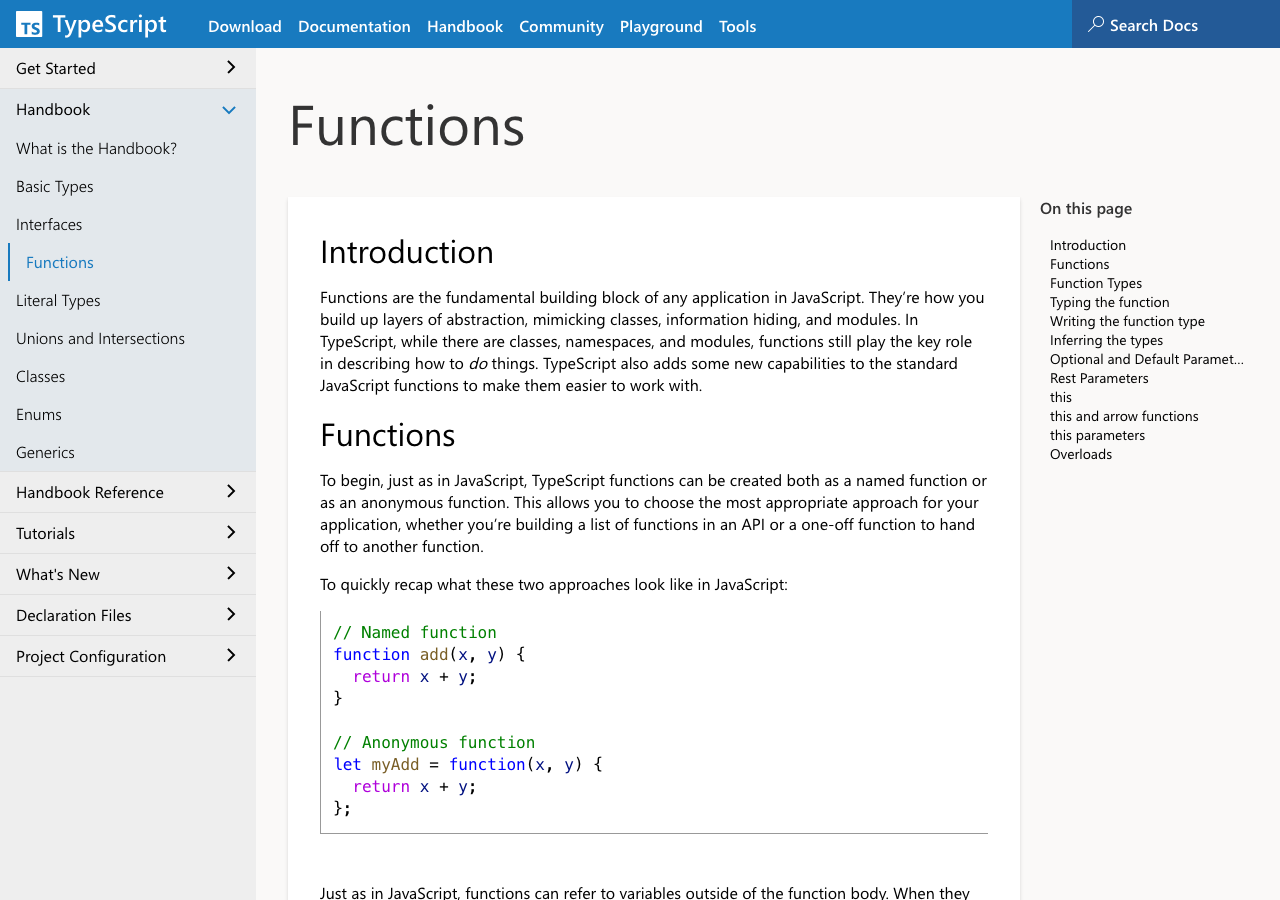 TS TypeScript
Download Documentation Handbook Community Playground Tools
Search Docs
Get Started
Handbook
What is the Handbook?
Basic Types
Interfaces
Functions
Literal Types
Unions and Intersections
Classes
Enums
Generics
Handbook Reference
Tutorials
What's New
Declaration Files
Project Configuration
Functions
Introduction
Functions are the fundamental building block of any application in JavaScript. They’re how you
build up layers of abstraction, mimicking classes, information hiding, and modules. In
TypeScript, while there are classes, namespaces, and modules, functions still play the key role
in describing how to do things. TypeScript also adds some new capabilities to the standard
JavaScript functions to make them easier to work with.
Functions
To begin, just as in JavaScript, TypeScript functions can be created both as a named function or
as an anonymous function. This allows you to choose the most appropriate approach for your
application, whether you’re building a list of functions in an API or a one-off function to hand
off to another function.
To quickly recap what these two approaches look like in JavaScript:
// Named function
function add(x, y) {
  return x + y;
}
// Anonymous function
let myAdd = function(x, y) {
  return x + y;
};
Just as in JavaScript, functions can refer to variables outside of the function body. When they
On this page
Introduction
Functions
Function Types
Typing the function
Writing the function type
Inferring the types
Optional and Default Paramet...
Rest Parameters
this
this and arrow functions
this parameters
Overloads